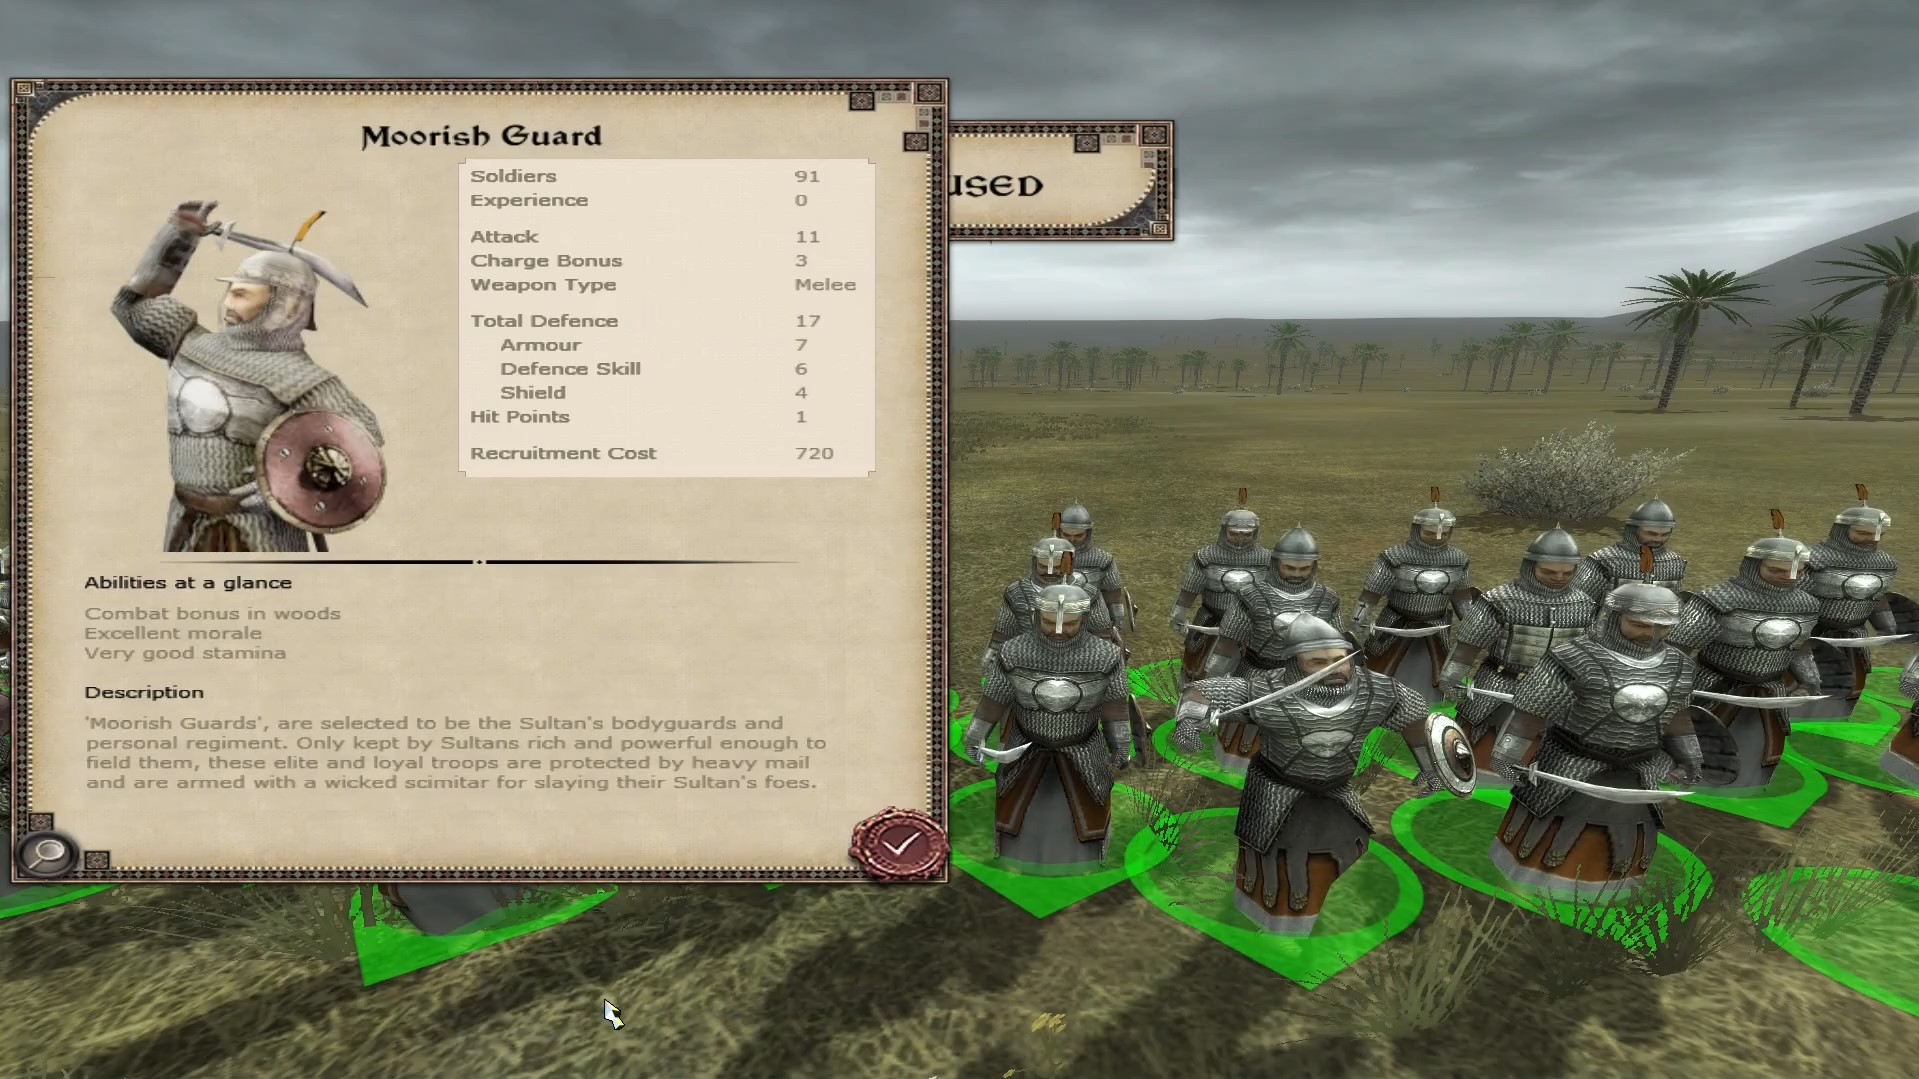 Moorish Guard
USED
Soldiers 91
Experience 0
Attack 11
Charge Bonus 3
Weapon Type Melee
Total Defence 17
Armour 7
Defence Skill 6
Shield 4
Hit Points 1
Recruitment Cost 720
Abilities at a glance
Combat bonus in woods
Excellent morale
Very good stamina
Description
'Moorish Guards', are selected to be the Sultan's bodyguards and
personal regiment. Only kept by Sultans rich and powerful enough to
field them, these elite and loyal troops are protected by heavy mail
and are armed with a wicked scimitar for slaying their Sultan's foes.